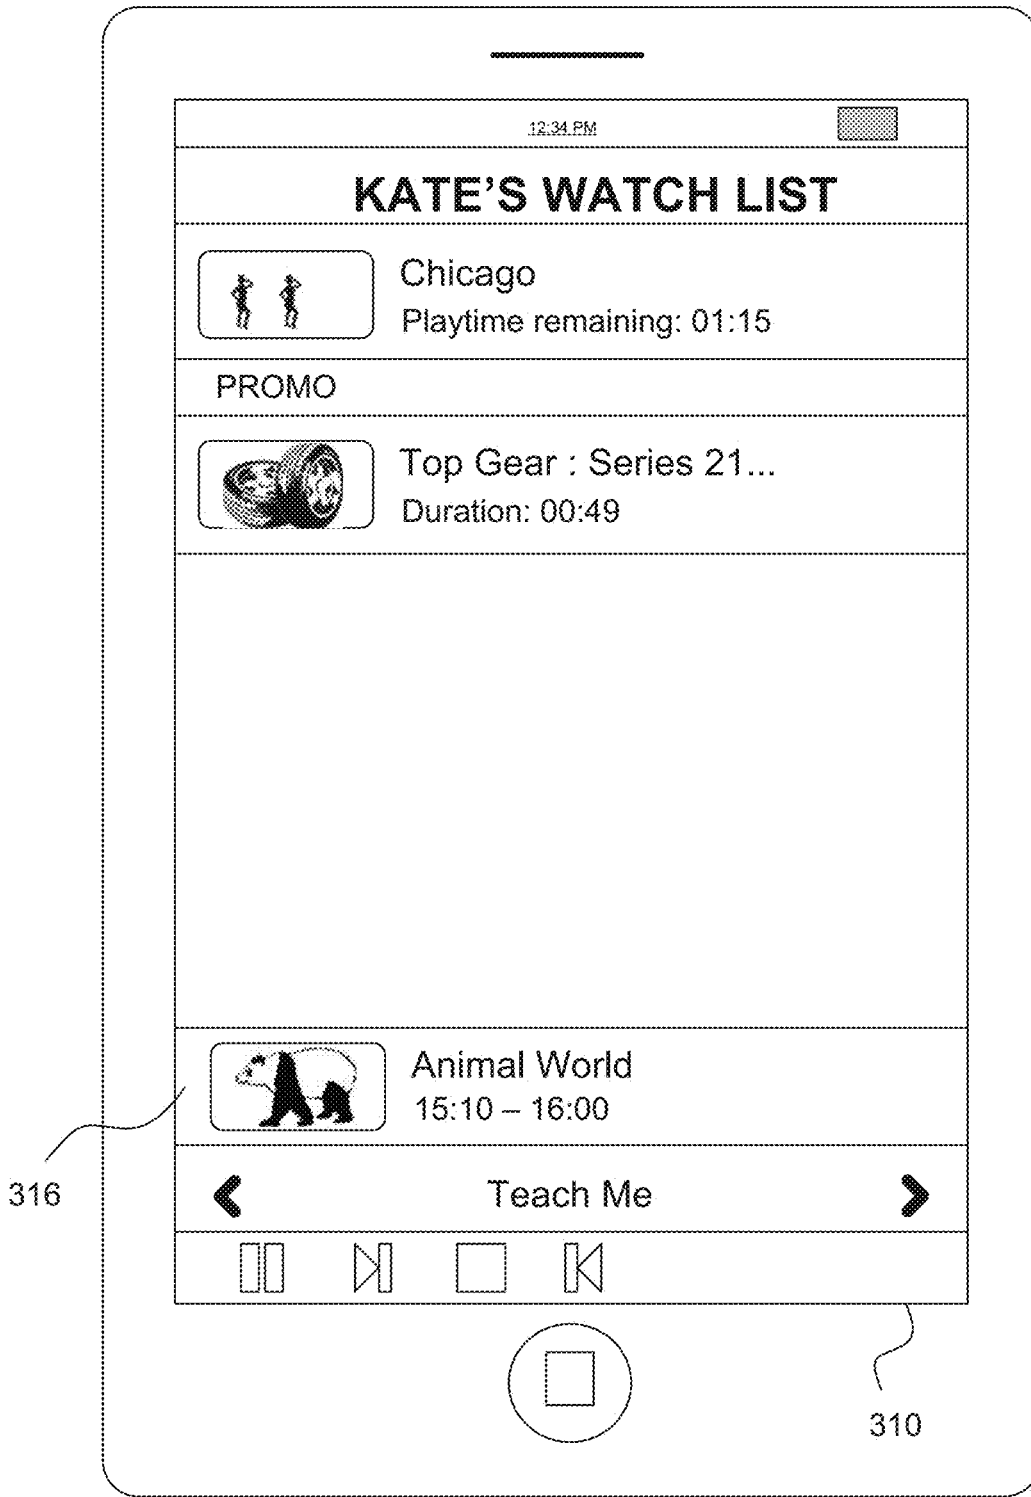 12:34 PM
KATE'S WATCH LIST
Chicago
Playtime remaining: 01:15
PROMO
Top Gear : Series 21...
Duration: 00:49
Animal World
15:10 – 16:00
316
Teach Me
310